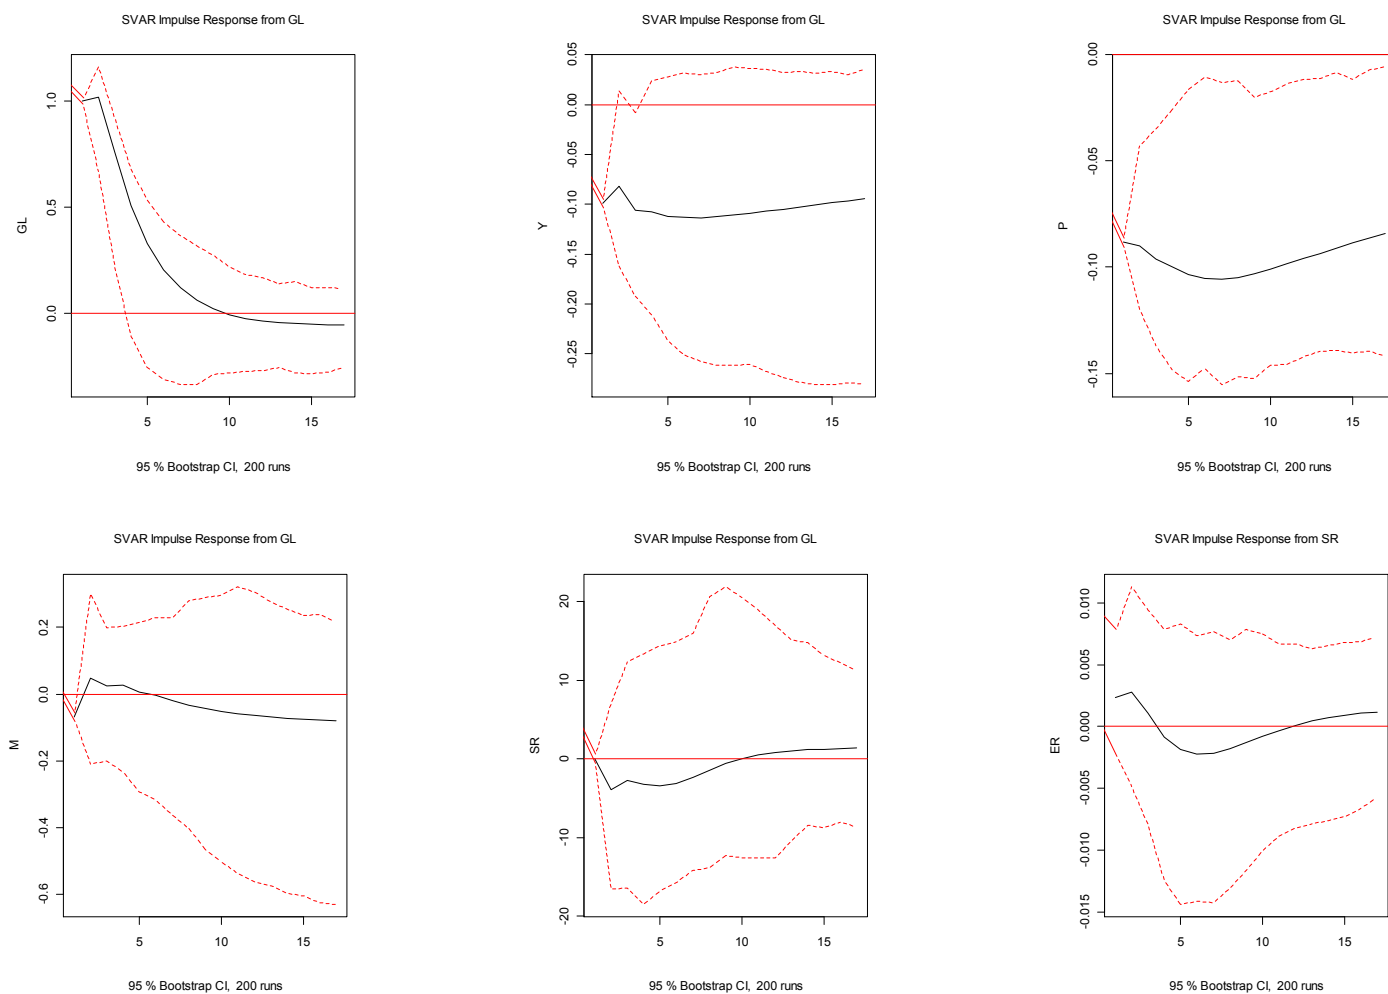 SVAR Impulse Response from GL
SVAR Impulse Response from GL
SVAR Impulse Response from GL
GL
1.0
0.5
0.0
5
10
15
95 % Bootstrap CI, 200 runs
Y
0.05
0.00
-0.05
-0.10
-0.15
-0.20
-0.25
5
10
15
95 % Bootstrap CI, 200 runs
P
0.00
-0.05
-0.10
-0.15
5
10
15
95 % Bootstrap CI, 200 runs
SVAR Impulse Response from GL
SVAR Impulse Response from GL
SVAR Impulse Response from SR
M
0.2
0.0
-0.2
-0.4
-0.6
5
10
15
95 % Bootstrap CI, 200 runs
SR
20
10
0
-10
-20
5
10
15
95 % Bootstrap CI, 200 runs
ER
0.010
0.005
0.000
-0.005
-0.010
-0.015
5
10
15
95 % Bootstrap CI, 200 runs